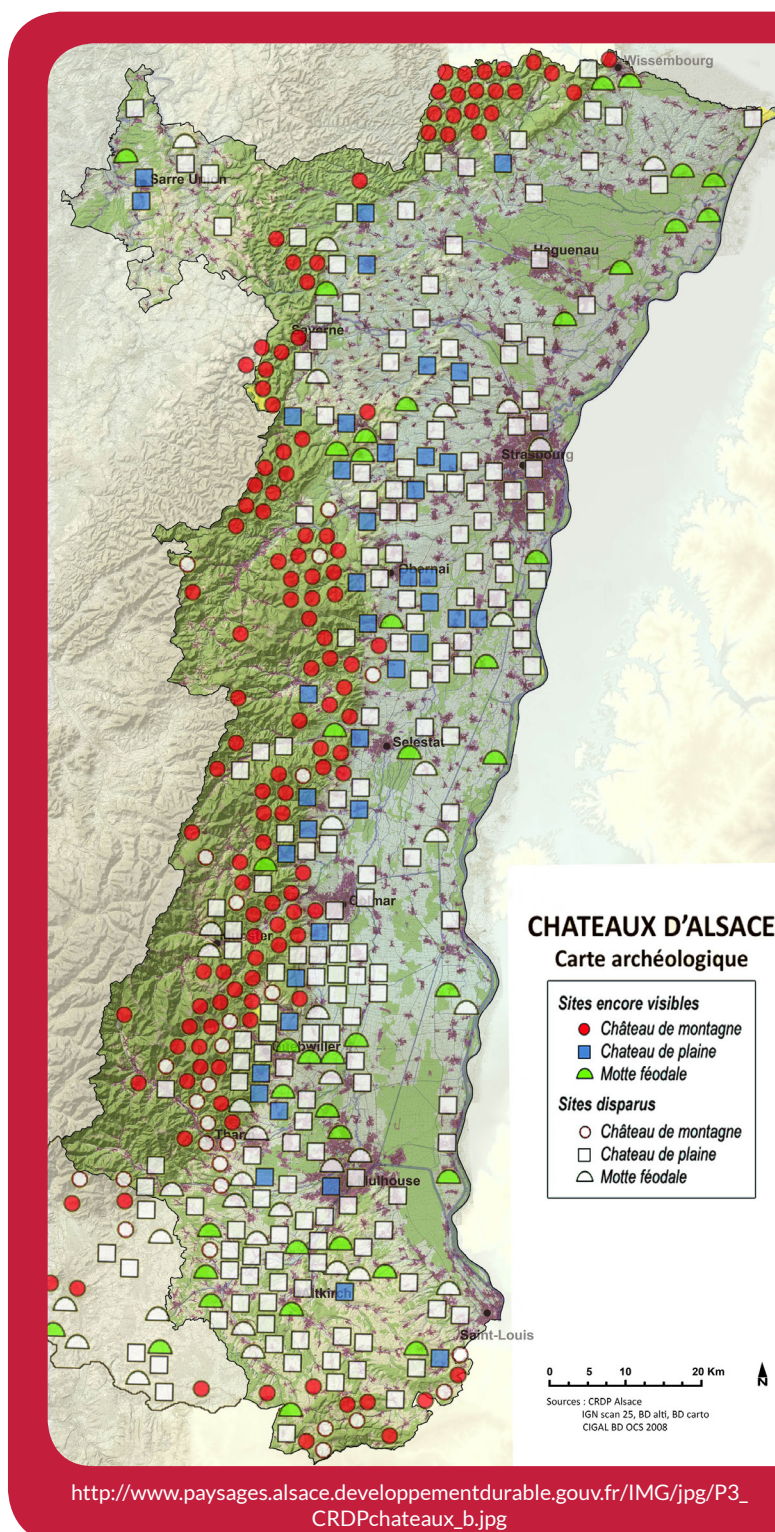 Wissembourg
Sarre Union
Haguenau
Saverne
Strasbourg
Obernai
Selestat
Colmar
CHATEAUX D'ALSACE
Carte archéologique
Sites encore visibles
Château de montagne
Chateau de plaine
Motte féodale
Sites disparus
Château de montagne
Chateau de plaine
Motte féodale
Guebwiller
Thann
Mulhouse
Altkirch
Saint-Louis
0 5 10 20 Km
N
Sources : CRDP Alsace
IGN scan 25, BD alti, BD carto
CIGAL BD OCS 2008
http://www.paysages.alsace.developpementdurable.gouv.fr/IMG/jpg/P3_
CRDPchateaux_b.jpg